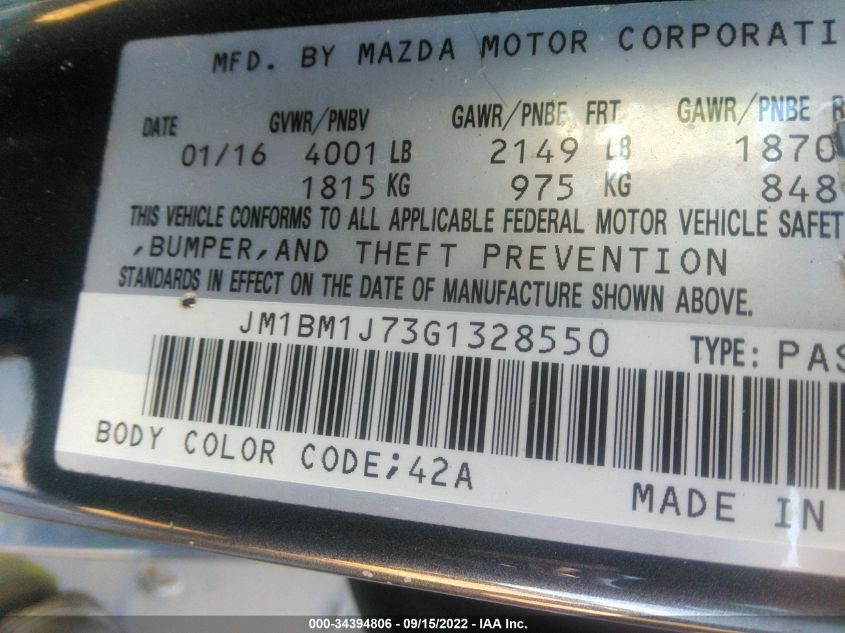 MFD. BY MAZDA MOTOR
DATE GVWR/PNBV GAWR/PNBE FRT GAWR/PNBE
01/16 4001 LB 2149 LB 1870
1815 KG 975 KG 848
THIS VEHICLE CONFORMS TO ALL APPLICABLE FEDERAL MOTOR VEHICLE
,BUMPER,AND THEFT PREVENTION
STANDARDS IN EFFECT ON THE DATE OF MANUFACTURE SHOWN ABOVE.
JM1BM1J73G1328550 TYPE:
BODY COLOR CODE;42A
MADE IN
000-34394806 - 09/15/2022 - IAA Inc.